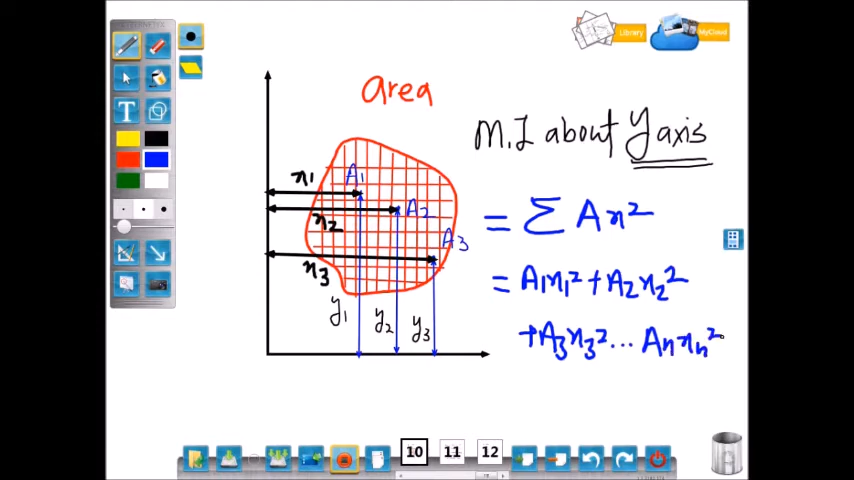 Library
MyCloud
area
M.I about y axis
x1
A1
x2
A2
= Σ Ax²
A3
x3
= A1x1² + A2x2²
y1
y2
y3
+A3x3² ... Anxn²
T
10
11
12